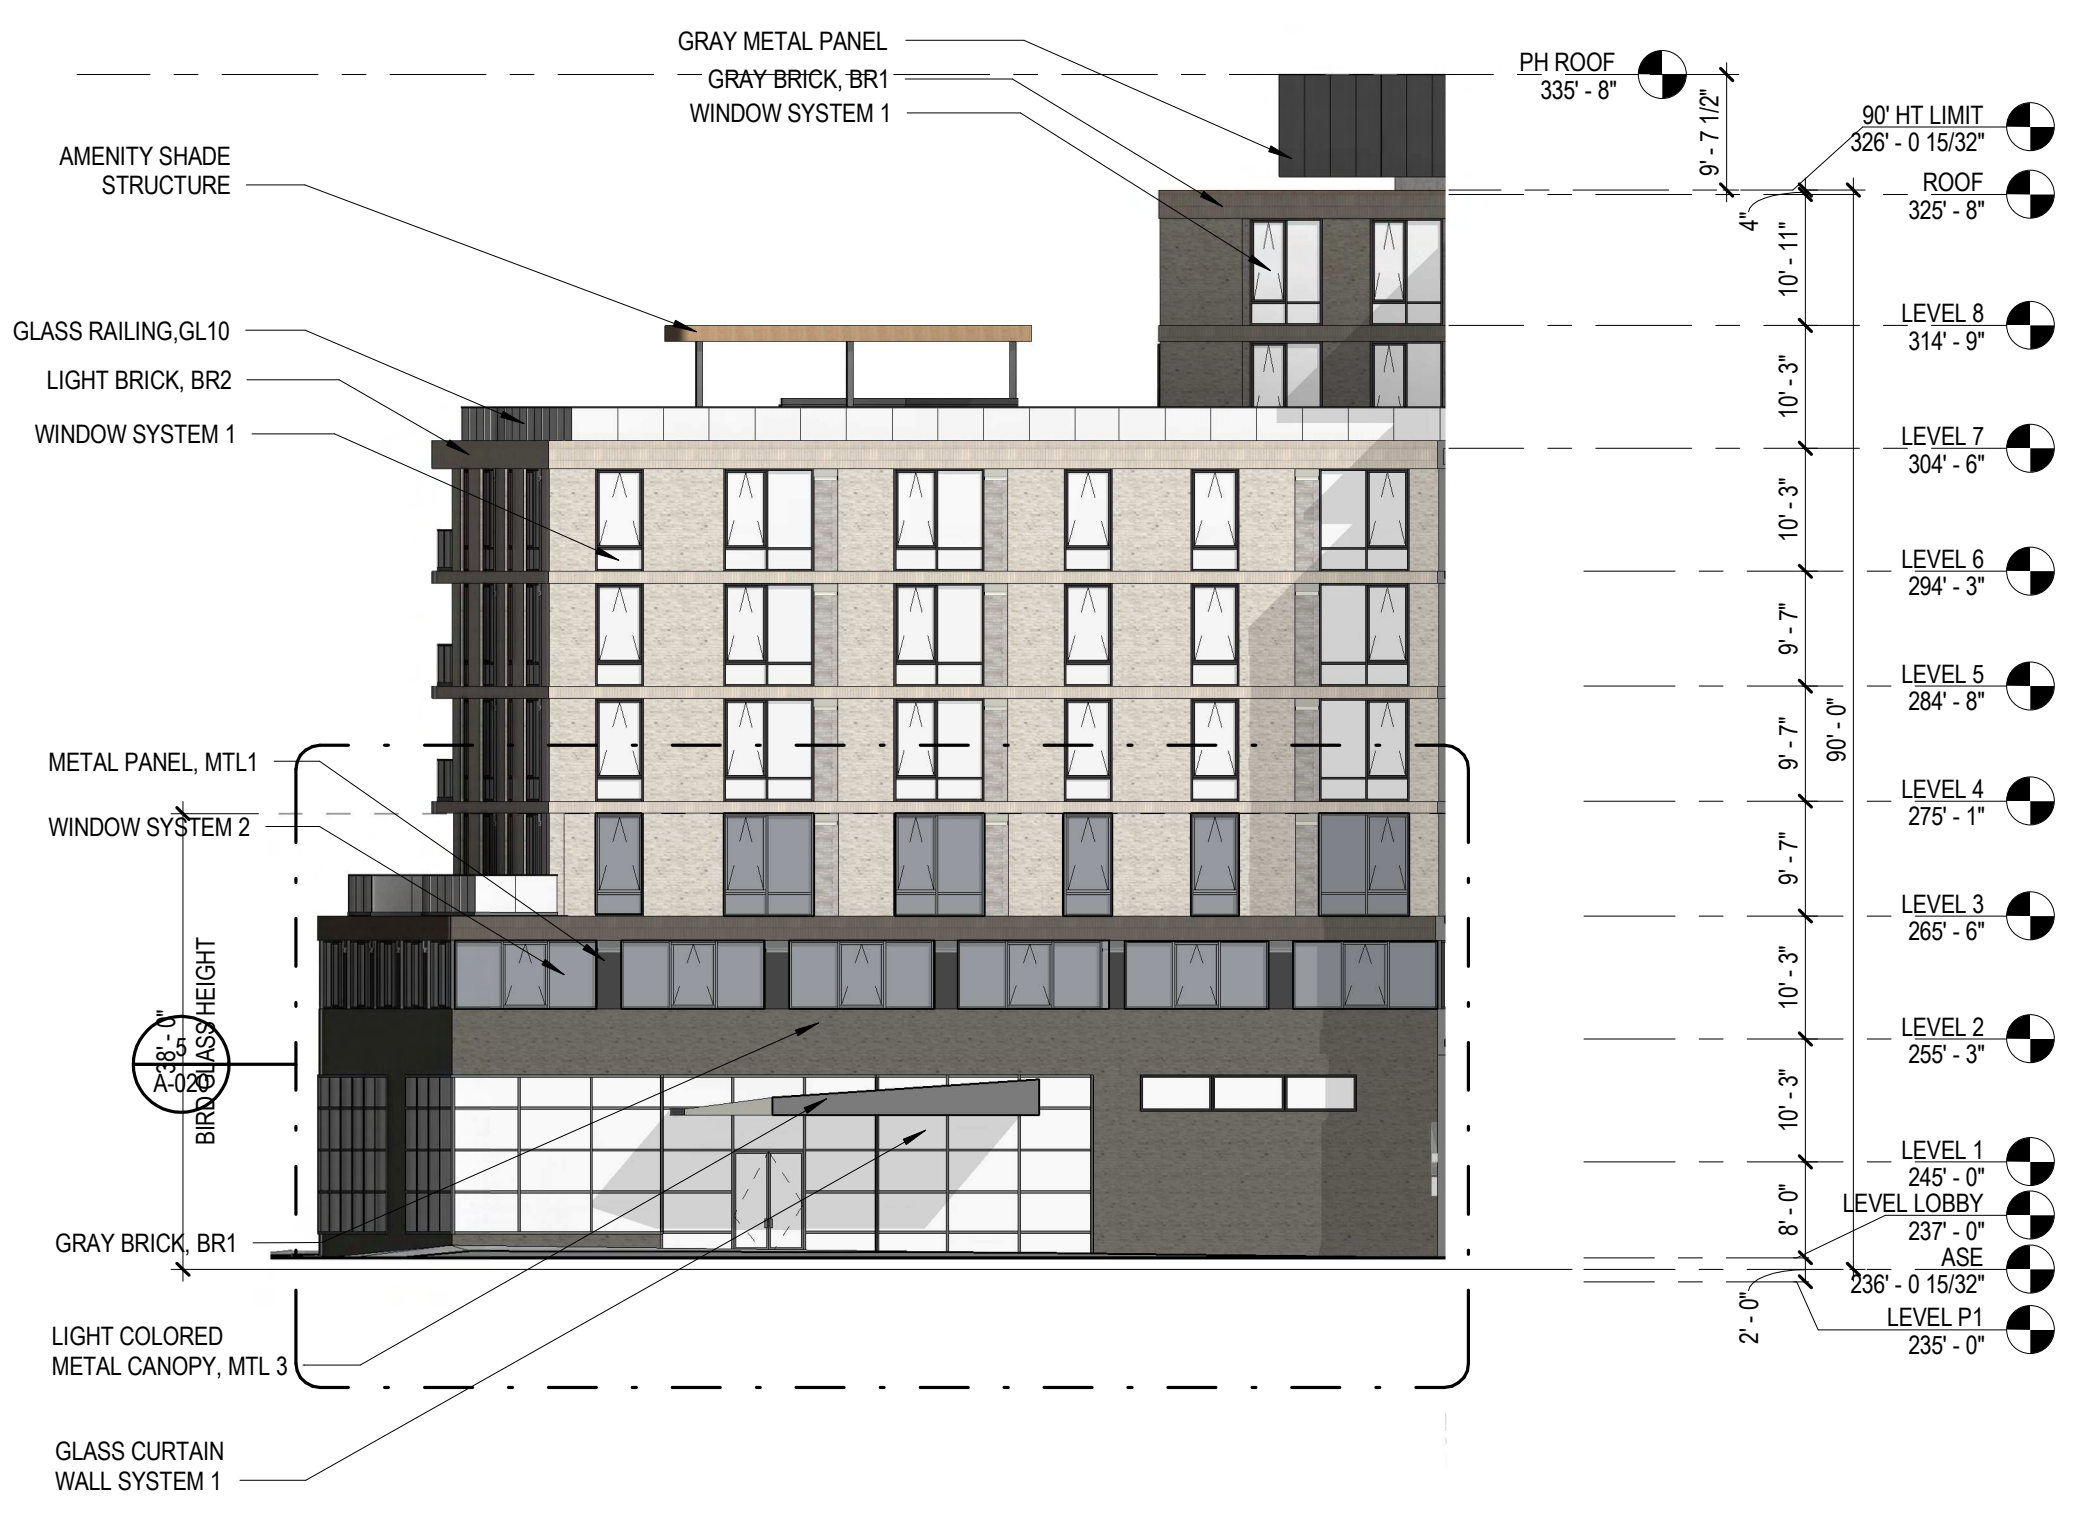 GRAY METAL PANEL
GRAY BRICK, BR1
WINDOW SYSTEM 1
AMENITY SHADE
STRUCTURE
GLASS RAILING,GL10
LIGHT BRICK, BR2
WINDOW SYSTEM 1
METAL PANEL, MTL1
WINDOW SYSTEM 2
38' - 0"
BIRD GLASS HEIGHT
5
A-020
GRAY BRICK, BR1
LIGHT COLORED
METAL CANOPY, MTL 3
GLASS CURTAIN
WALL SYSTEM 1
PH ROOF
335' - 8"
9' - 7 1/2"
90' HT LIMIT
326' - 0 15/32"
ROOF
325' - 8"
4"
10' - 11"
LEVEL 8
314' - 9"
10' - 3"
LEVEL 7
304' - 6"
10' - 3"
LEVEL 6
294' - 3"
9' - 7"
LEVEL 5
284' - 8"
9' - 7"
90' - 0"
LEVEL 4
275' - 1"
9' - 7"
LEVEL 3
265' - 6"
10' - 3"
LEVEL 2
255' - 3"
10' - 3"
LEVEL 1
245' - 0"
8' - 0"
LEVEL LOBBY
237' - 0"
ASE
236' - 0 15/32"
2' - 0"
LEVEL P1
235' - 0"